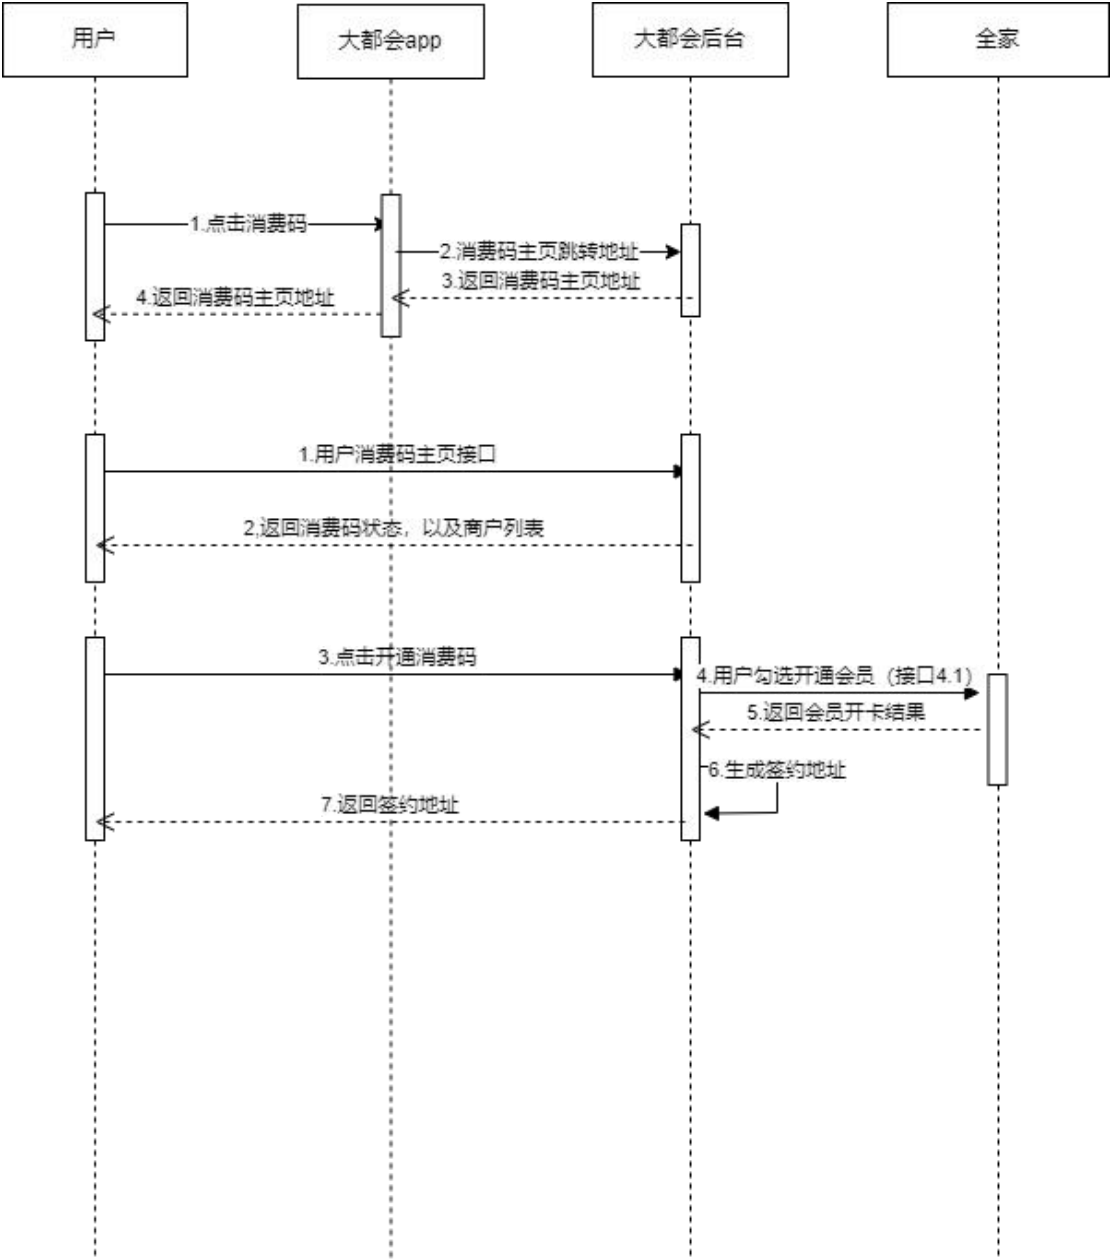 用户
大都会app
大都会后台
全家
1.点击消费码
2.消费码主页跳转地址
3.返回消费码主页地址
4.返回消费码主页地址
1.用户消费码主页接口
2,返回消费码状态，以及商户列表
3.点击开通消费码
4.用户勾选开通会员（接口4.1）
5.返回会员开卡结果
6.生成签约地址
7.返回签约地址